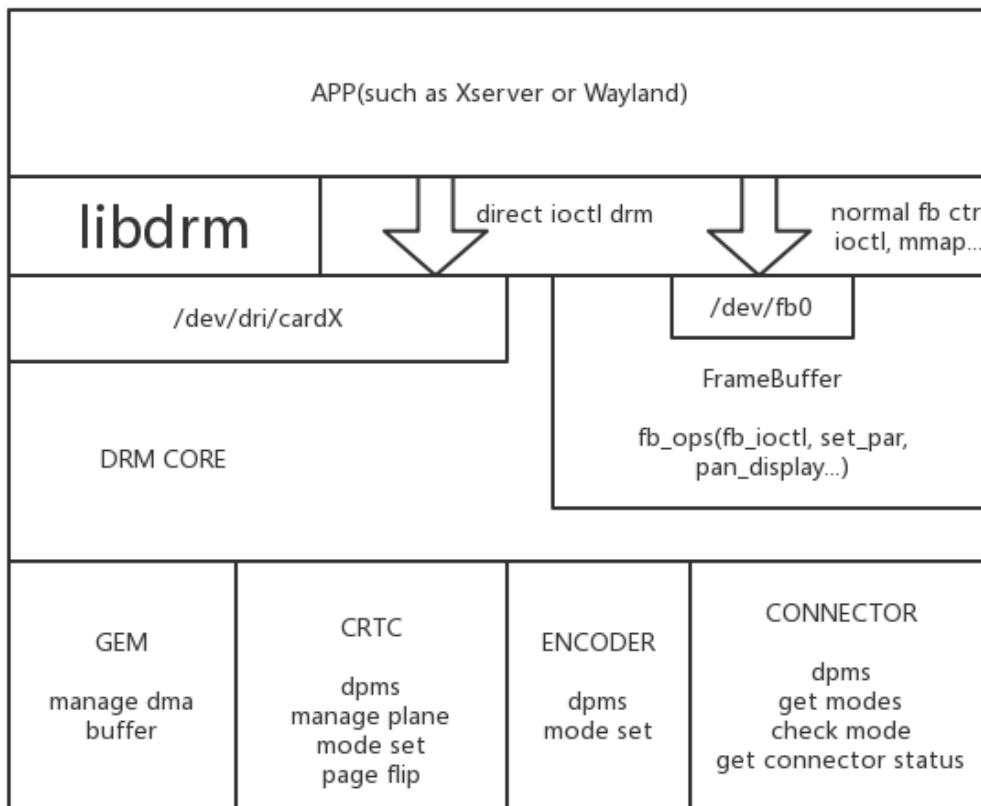 APP(such as Xserver or Wayland)
libdrm
direct ioctl drm
normal fb ctr
ioctl, mmap...
/dev/dri/cardX
/dev/fb0
FrameBuffer
fb_ops(fb_ioctl, set_par,
pan_display...)
DRM CORE
GEM
manage dma
buffer
CRTC
dpms
manage plane
mode set
page flip
ENCODER
dpms
mode set
CONNECTOR
dpms
get modes
check mode
get connector status